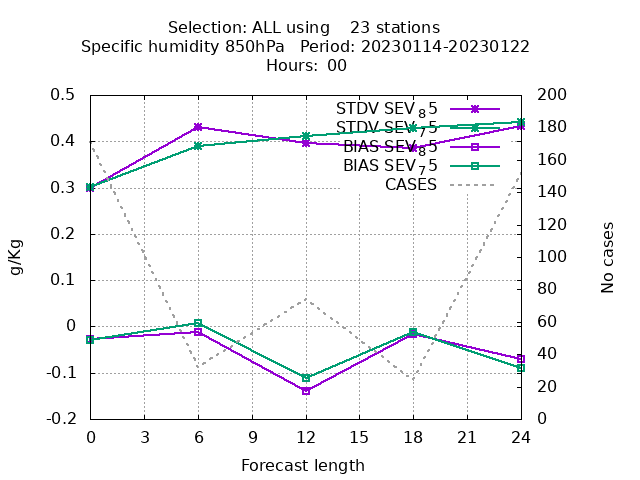 Selection: ALL using    23 stations
Specific humidity 850hPa   Period: 20230114-20230122
Hours: 00
0.5
0.4
0.3
0.2
0.1
0
-0.1
-0.2
g/Kg
STDV SEV₈5
STDV SEV₇5
BIAS SEV₈5
BIAS SEV₇5
CASES
200
180
160
140
120
100
80
60
40
20
0
No cases
0 3 6 9 12 15 18 21 24
Forecast length